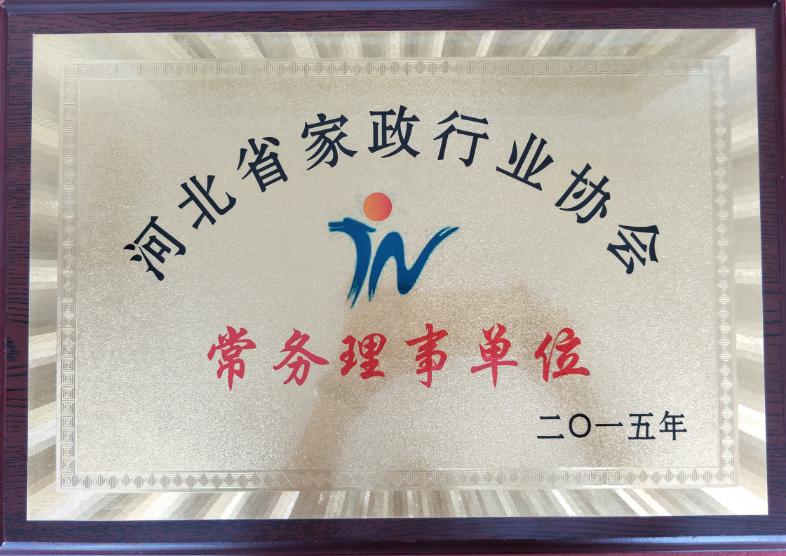 河北省家政行业协会
常务理事单位
二〇一五年